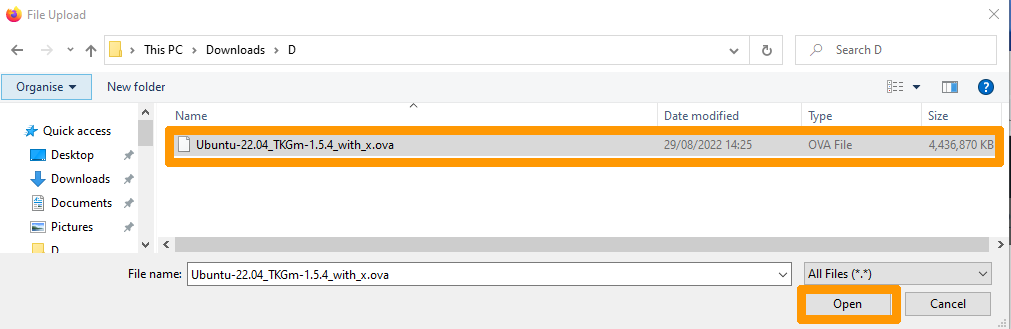 File Upload
This PC > Downloads > D
Search D
Organise
New folder
Name Date modified Type Size
Quick access
Desktop
Downloads
Documents
Pictures
D
Ubuntu-22.04_TKGm-1.5.4_with_x.ova 29/08/2022 14:25 OVA File 4,436,870 KB
File name: Ubuntu-22.04_TKGm-1.5.4_with_x.ova All Files (*.*)
Open Cancel